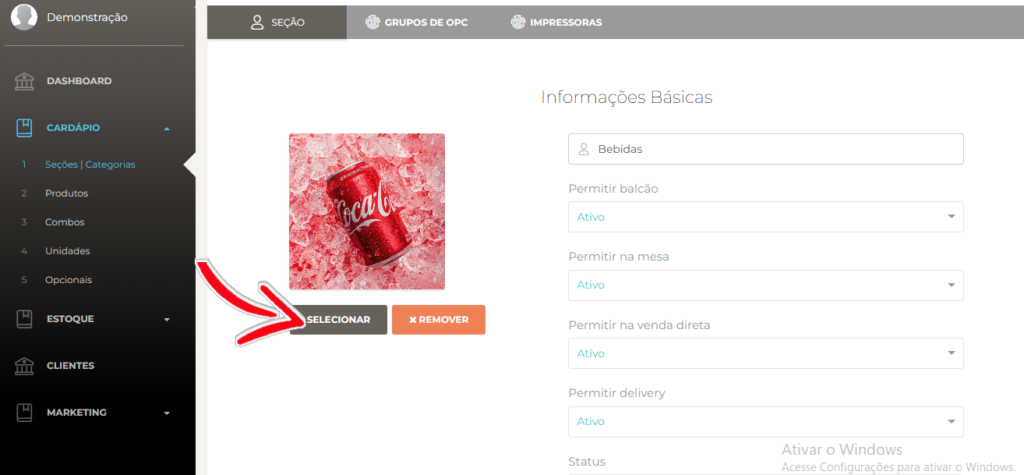 Demonstração
DASHBOARD
CARDÁPIO
1 Seções | Categorias
2 Produtos
3 Combos
4 Unidades
5 Opcionais
ESTOQUE
CLIENTES
MARKETING
SEÇÃO
GRUPOS DE OPC
IMPRESSORAS
Informações Básicas
ORIGINAL
Coca-Cola
SELECIONAR
REMOVER
Bebidas
Permitir balcão
Ativo
Permitir na mesa
Ativo
Permitir na venda direta
Ativo
Permitir delivery
Ativo
Status
Ativar o Windows
Acesse Configurações para ativar o Windows.